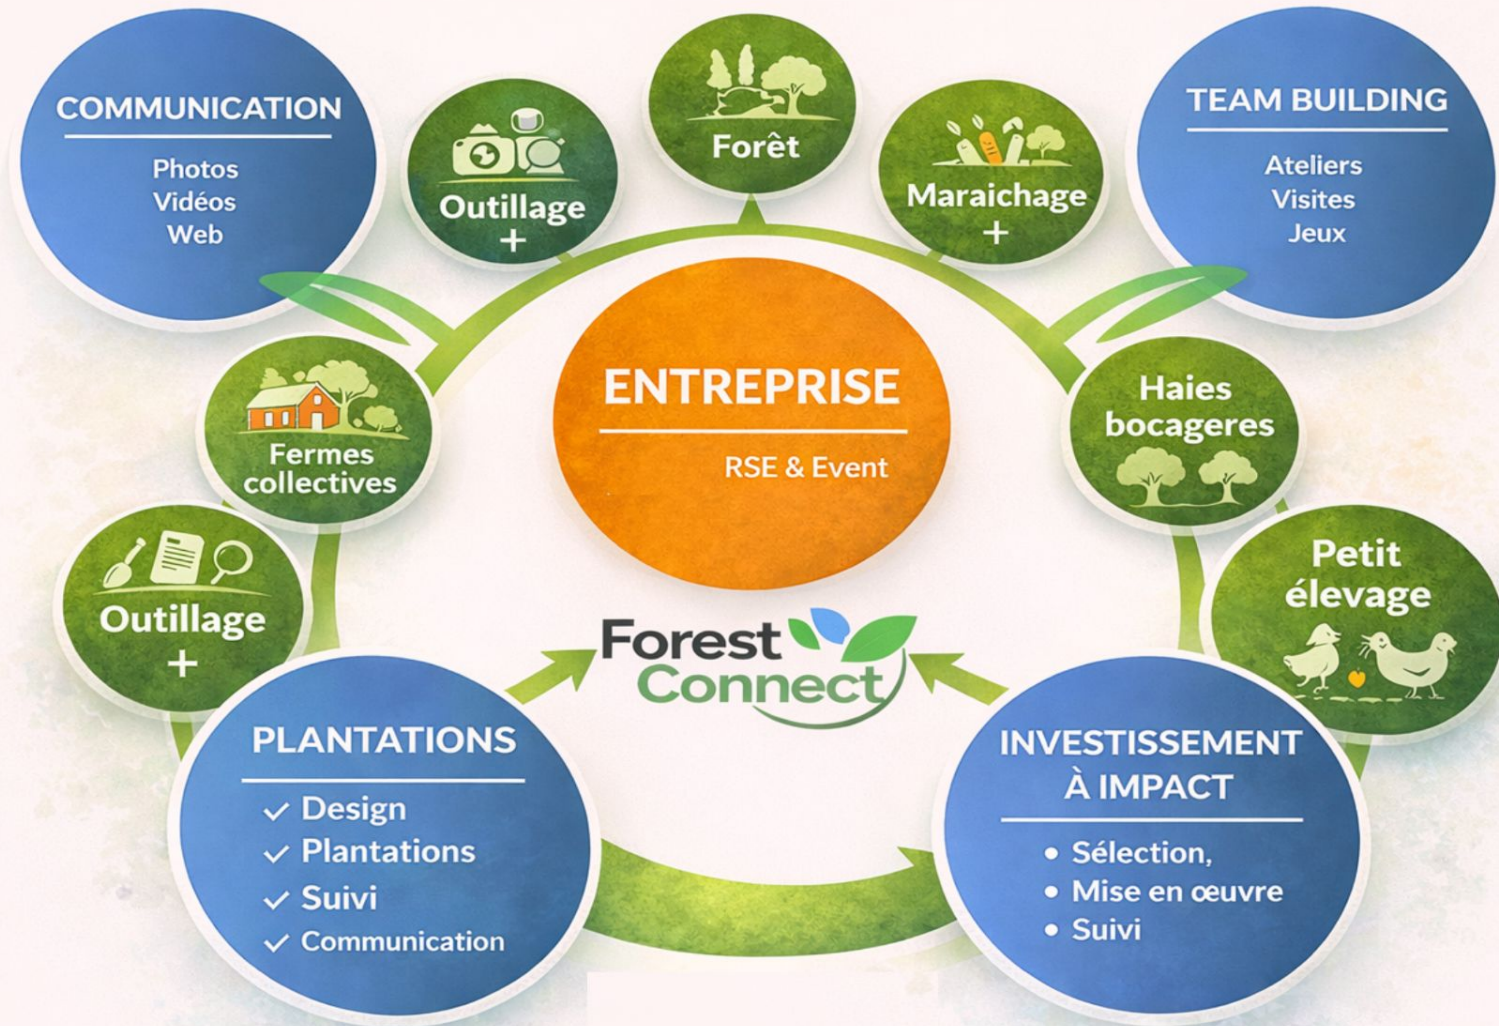 COMMUNICATION
Photos
Vidéos
Web
Outillage
+
Forêt
Maraichage
+
TEAM BUILDING
Ateliers
Visites
Jeux
Fermes
collectives
ENTREPRISE
RSE & Event
Haies
bocageres
Outillage
+
Petit
élevage
Forest
Connect
PLANTATIONS
✓ Design
✓ Plantations
✓ Suivi
✓ Communication
INVESTISSEMENT
À IMPACT
• Sélection,
• Mise en œuvre
• Suivi